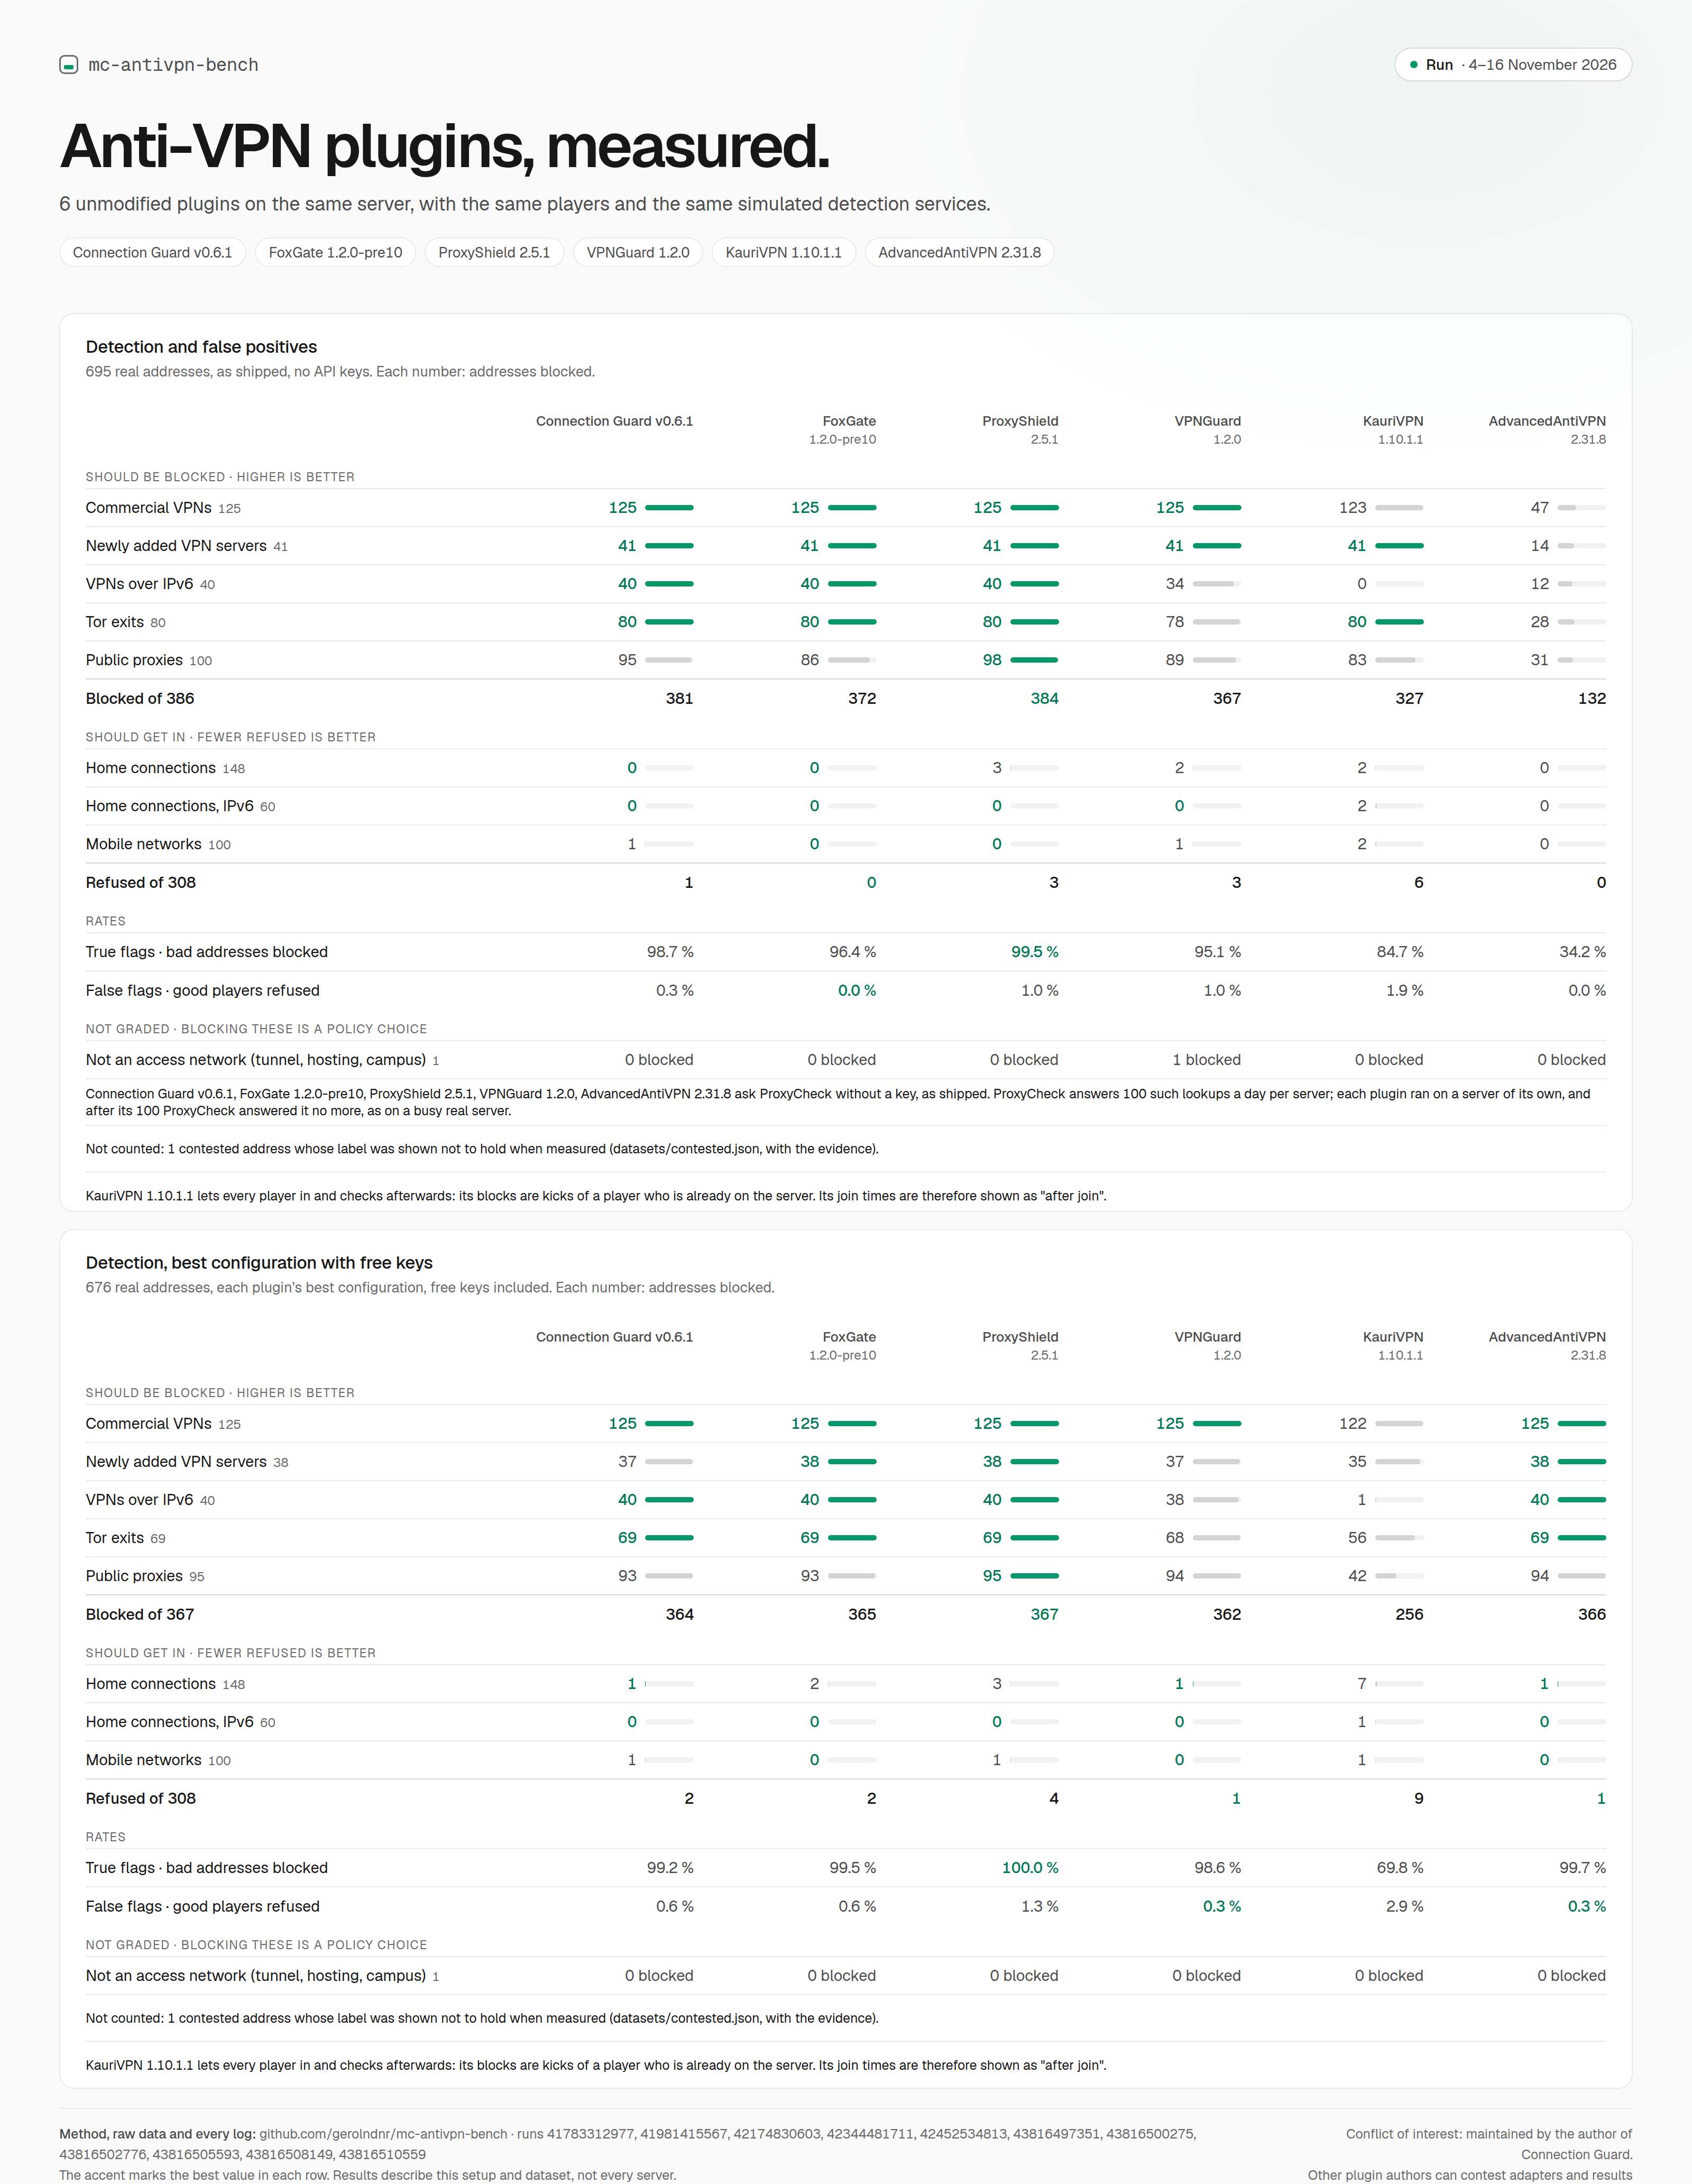 mc-antivpn-bench
Run · 4–16 November 2026
Anti-VPN plugins, measured.
6 unmodified plugins on the same server, with the same players and the same simulated detection services.
Connection Guard v0.6.1 FoxGate 1.2.0-pre10 ProxyShield 2.5.1 VPNGuard 1.2.0 KauriVPN 1.10.1.1 AdvancedAntiVPN 2.31.8
Detection and false positives
695 real addresses, as shipped, no API keys. Each number: addresses blocked.
Connection Guard v0.6.1 FoxGate ProxyShield VPNGuard KauriVPN AdvancedAntiVPN
1.2.0-pre10 2.5.1 1.2.0 1.10.1.1 2.31.8
SHOULD BE BLOCKED · HIGHER IS BETTER
Commercial VPNs 125 125 125 125 125 123 47
Newly added VPN servers 41 41 41 41 41 41 14
VPNs over IPv6 40 40 40 40 34 0 12
Tor exits 80 80 80 80 78 80 28
Public proxies 100 95 86 98 89 83 31
Blocked of 386 381 372 384 367 327 132
SHOULD GET IN · FEWER REFUSED IS BETTER
Home connections 148 0 0 3 2 2 0
Home connections, IPv6 60 0 0 0 0 2 0
Mobile networks 100 1 0 0 1 2 0
Refused of 308 1 0 3 3 6 0
RATES
True flags · bad addresses blocked 98.7 % 96.4 % 99.5 % 95.1 % 84.7 % 34.2 %
False flags · good players refused 0.3 % 0.0 % 1.0 % 1.0 % 1.9 % 0.0 %
NOT GRADED · BLOCKING THESE IS A POLICY CHOICE
Not an access network (tunnel, hosting, campus) 1 0 blocked 0 blocked 0 blocked 1 blocked 0 blocked 0 blocked
Connection Guard v0.6.1, FoxGate 1.2.0-pre10, ProxyShield 2.5.1, VPNGuard 1.2.0, AdvancedAntiVPN 2.31.8 ask ProxyCheck without a key, as shipped. ProxyCheck answers 100 such lookups a day per server; each plugin ran on a server of its own, and
after its 100 ProxyCheck answered it no more, as on a busy real server.
Not counted: 1 contested address whose label was shown not to hold when measured (datasets/contested.json, with the evidence).
KauriVPN 1.10.1.1 lets every player in and checks afterwards: its blocks are kicks of a player who is already on the server. Its join times are therefore shown as "after join".
Detection, best configuration with free keys
676 real addresses, each plugin's best configuration, free keys included. Each number: addresses blocked.
Connection Guard v0.6.1 FoxGate ProxyShield VPNGuard KauriVPN AdvancedAntiVPN
1.2.0-pre10 2.5.1 1.2.0 1.10.1.1 2.31.8
SHOULD BE BLOCKED · HIGHER IS BETTER
Commercial VPNs 125 125 125 125 125 122 125
Newly added VPN servers 38 37 38 38 37 35 38
VPNs over IPv6 40 40 40 40 38 1 40
Tor exits 69 69 69 69 68 56 69
Public proxies 95 93 93 95 94 42 94
Blocked of 367 364 365 367 362 256 366
SHOULD GET IN · FEWER REFUSED IS BETTER
Home connections 148 1 2 3 1 7 1
Home connections, IPv6 60 0 0 0 0 1 0
Mobile networks 100 1 0 1 0 1 0
Refused of 308 2 2 4 1 9 1
RATES
True flags · bad addresses blocked 99.2 % 99.5 % 100.0 % 98.6 % 69.8 % 99.7 %
False flags · good players refused 0.6 % 0.6 % 1.3 % 0.3 % 2.9 % 0.3 %
NOT GRADED · BLOCKING THESE IS A POLICY CHOICE
Not an access network (tunnel, hosting, campus) 1 0 blocked 0 blocked 0 blocked 0 blocked 0 blocked 0 blocked
Not counted: 1 contested address whose label was shown not to hold when measured (datasets/contested.json, with the evidence).
KauriVPN 1.10.1.1 lets every player in and checks afterwards: its blocks are kicks of a player who is already on the server. Its join times are therefore shown as "after join".
Method, raw data and every log: github.com/gerolndnr/mc-antivpn-bench · runs 41783312977, 41981415567, 42174830603, 42344481711, 42452534813, 43816497351, 43816500275,
43816502776, 43816505593, 43816508149, 43816510559
The accent marks the best value in each row. Results describe this setup and dataset, not every server.
Conflict of interest: maintained by the author of
Connection Guard.
Other plugin authors can contest adapters and results